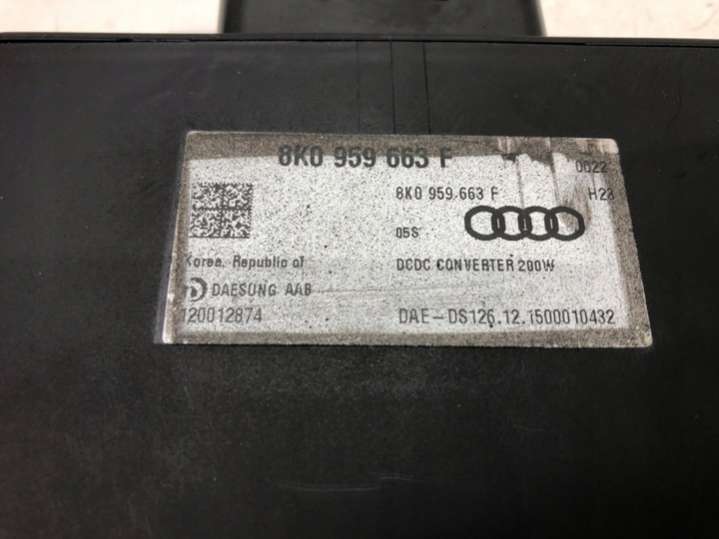 8K0 959 663 F
0022
8K0 959 663 F H23
05S
Korea, Republic of DCDC CONVERTER 200W
DAESUNG AAB
120012874 DAE-DS126.12.1500010432